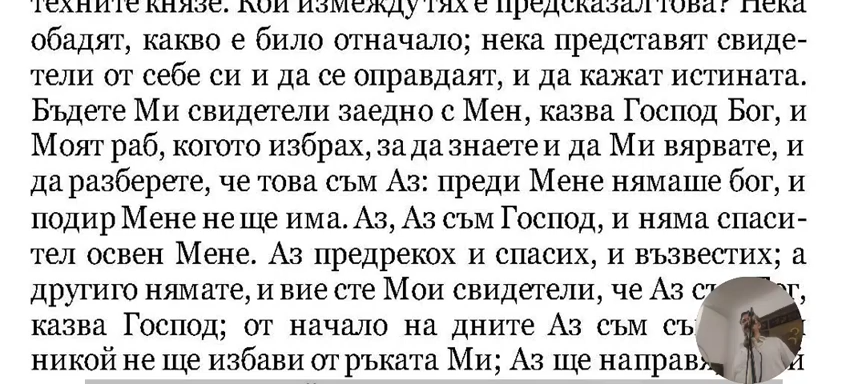 техните князе. Кой измежду тях е предсказал това? Нека
обадят, какво е било отначало; нека представят свиде-
тели от себе си и да се оправдаят, и да кажат истината.
Бъдете Ми свидетели заедно с Мен, казва Господ Бог, и
Моят раб, когото избрах, за да знаете и да Ми вярвате, и
да разберете, че това съм Аз: преди Мене нямаше бог, и
подир Мене не ще има. Аз, Аз съм Господ, и няма спаси-
тел освен Мене. Аз предрекох и спасих, и възвестих; а
другиго нямате, и вие сте Мои свидетели, че Аз
казва Господ; от начало на дните Аз съм
никой не ще избави от ръката Ми; Аз ще